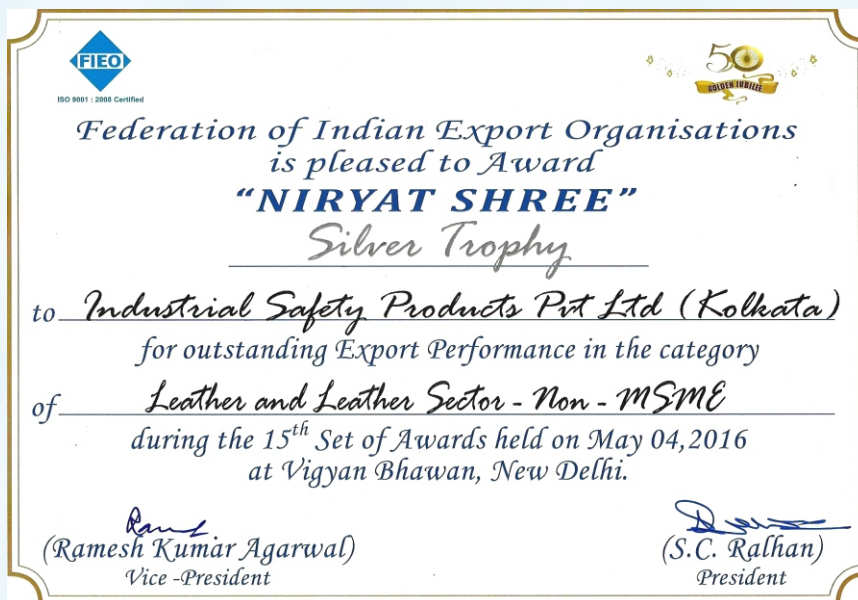 FIEO
ISO 9001 : 2008 Certified
50
GOLDEN JUBILEE
Federation of Indian Export Organisations
is pleased to Award
“NIRYAT SHREE”
Silver Trophy
to Industrial Safety Products Pvt Ltd (Kolkata)
for outstanding Export Performance in the category
of Leather and Leather Sector - Non - MSME
during the 15th Set of Awards held on May 04,2016
at Vigyan Bhawan, New Delhi.
(Ramesh Kumar Agarwal)
Vice -President
(S.C. Ralhan)
President